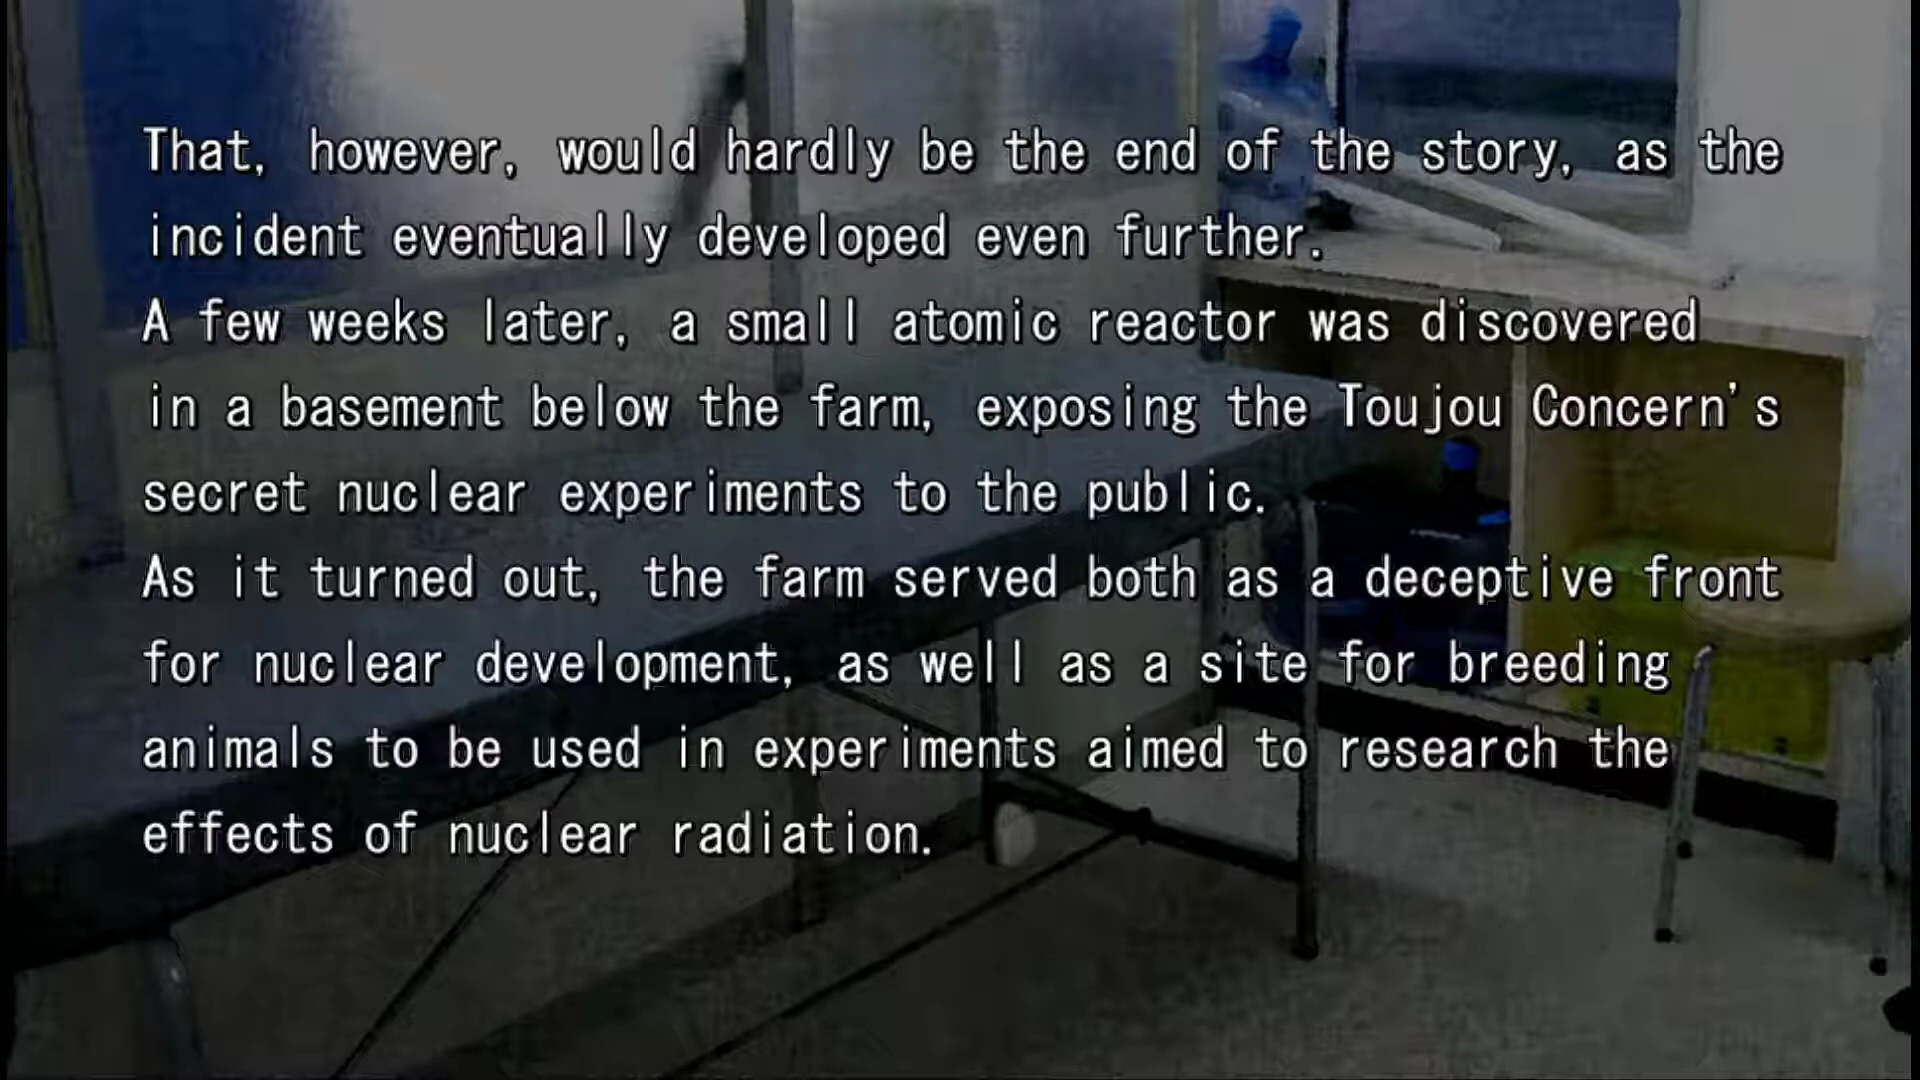 That, however, would hardly be the end of the story, as the
incident eventually developed even further.
A few weeks later, a small atomic reactor was discovered
in a basement below the farm, exposing the Toujou Concern's
secret nuclear experiments to the public.
As it turned out, the farm served both as a deceptive front
for nuclear development, as well as a site for breeding
animals to be used in experiments aimed to research the
effects of nuclear radiation.